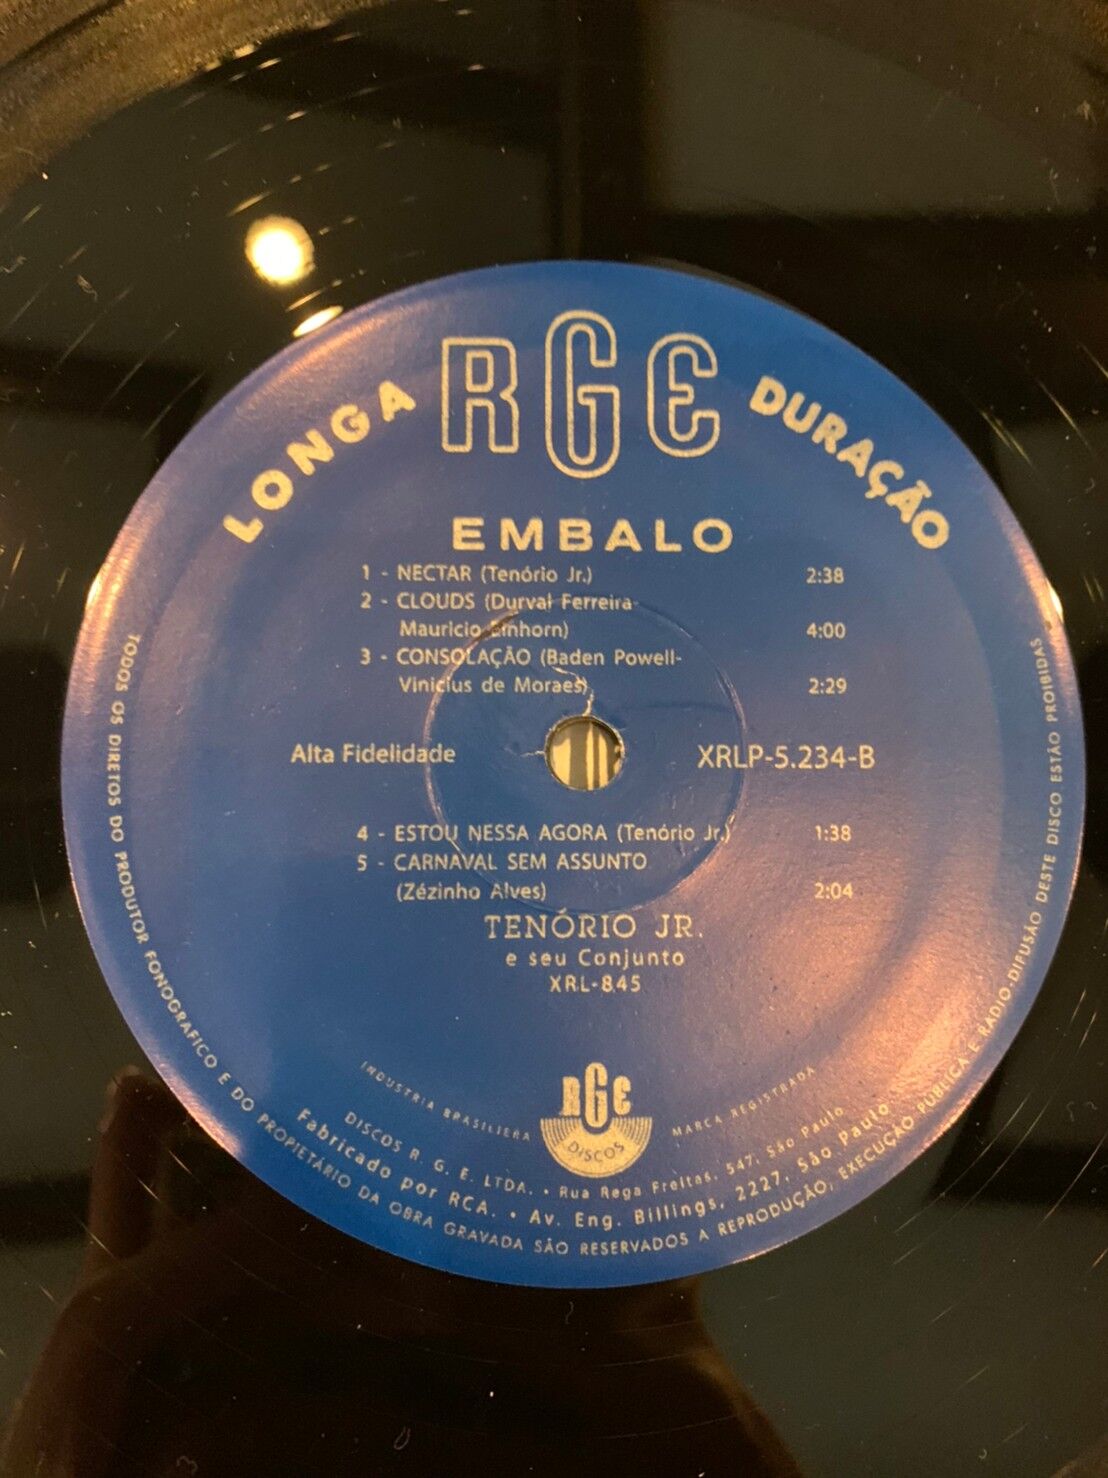 LONGA RGE DURAÇÃO
EMBALO
1 - NECTAR (Tenório Jr.) 2:38
2 - CLOUDS (Durval Ferreira-
Mauricio Einhorn) 4:00
3 - CONSOLAÇÃO (Baden Powell-
Vinicius de Moraes) 2:29
Alta Fidelidade XRLP-5.234-B
4 - ESTOU NESSA AGORA (Tenório Jr.) 1:38
5 - CARNAVAL SEM ASSUNTO
(Zézinho Alves) 2:04
TENÓRIO JR.
e seu Conjunto
XRL-845
INDUSTRIA BRASILIERA RGE DISCOS MARCA REGISTRADA
DISCOS R. G. E. LTDA. • Rua Rega Freitas, 547, São Paulo
Fabricado por RCA. • Av. Eng. Billings, 2227, São Paulo
TODOS OS DIRETOS DO PRODUTOR FONOGRAFICO E DO PROPIETÁRIO DA OBRA GRAVADA SÃO RESERVADOS A REPRODUÇÃO, EXECUÇÃO PUBLICA E RADIO-DIFUSÃO DESTE DISCO ESTÃO PROIBIDAS